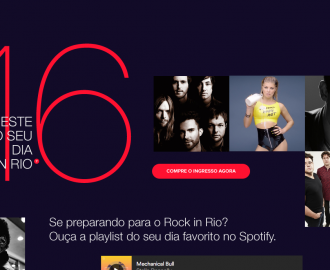 16
ESTE
O SEU
DIA
N RIO
COMPRE O INGRESSO AGORA
Se preparando para o Rock in Rio?
Ouça a playlist do seu dia favorito no Spotify.
Mechanical Bull